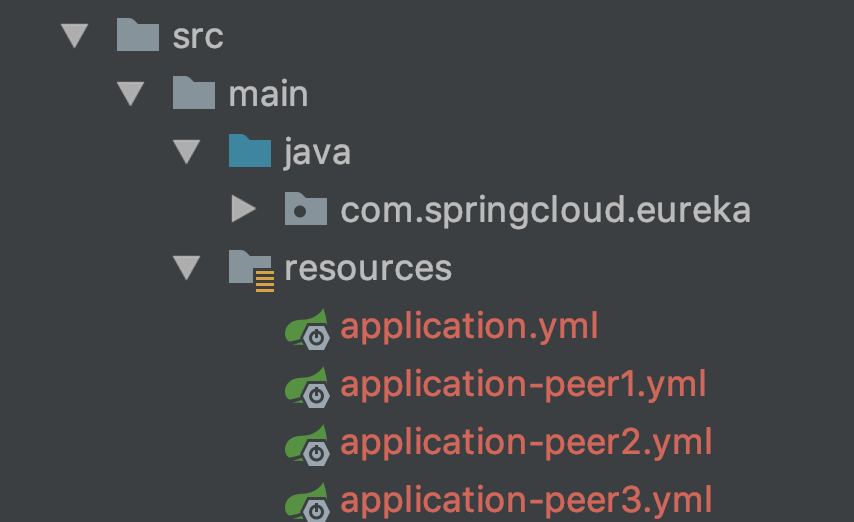 src
main
java
com.springcloud.eureka
resources
application.yml
application-peer1.yml
application-peer2.yml
application-peer3.yml